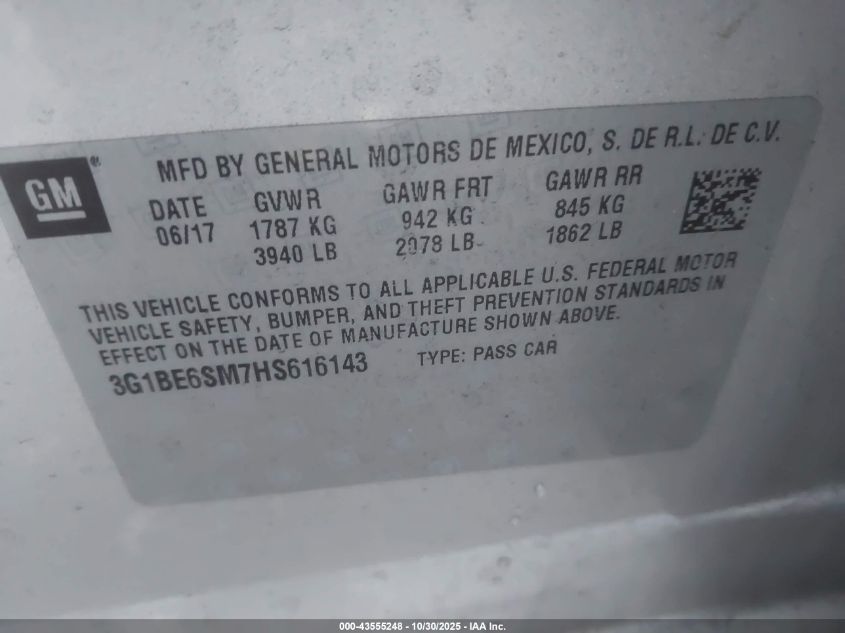 GM ®
MFD BY GENERAL MOTORS DE MEXICO, S. DE R.L. DE C.V.
DATE GVWR GAWR FRT GAWR RR
06/17 1787 KG 942 KG 845 KG
3940 LB 2078 LB 1862 LB
THIS VEHICLE CONFORMS TO ALL APPLICABLE U.S. FEDERAL MOTOR
VEHICLE SAFETY, BUMPER, AND THEFT PREVENTION STANDARDS IN
EFFECT ON THE DATE OF MANUFACTURE SHOWN ABOVE.
3G1BE6SM7HS616143 TYPE: PASS CAR
000-43555248 - 10/30/2025 - IAA Inc.